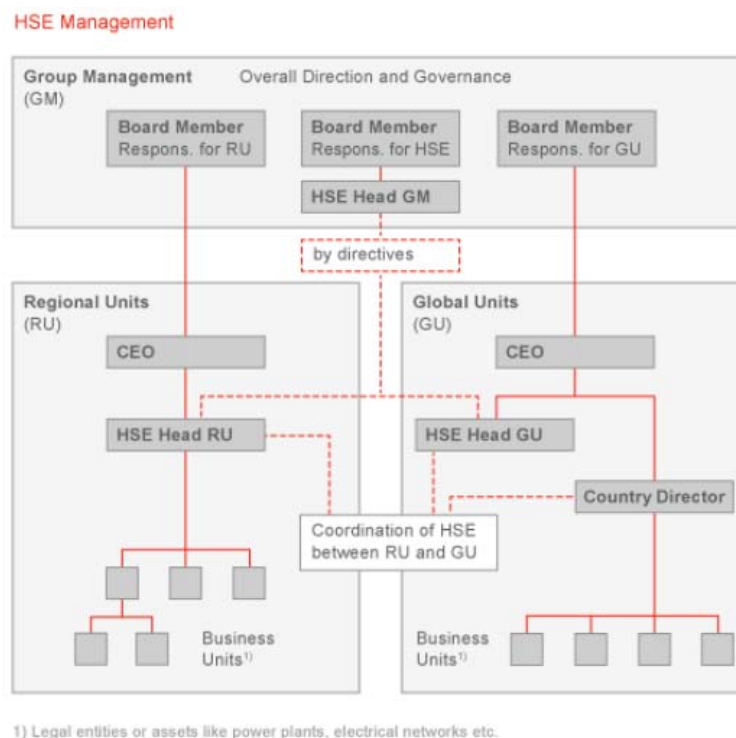 HSE Management
Group Management Overall Direction and Governance
(GM)
Board Member
Respons. for RU
Board Member
Respons. for HSE
Board Member
Respons. for GU
HSE Head GM
by directives
Regional Units
(RU)
Global Units
(GU)
CEO
CEO
HSE Head RU
HSE Head GU
Country Director
Coordination of HSE
between RU and GU
Business
Units1)
Business
Units1)
1) Legal entities or assets like power plants, electrical networks etc.